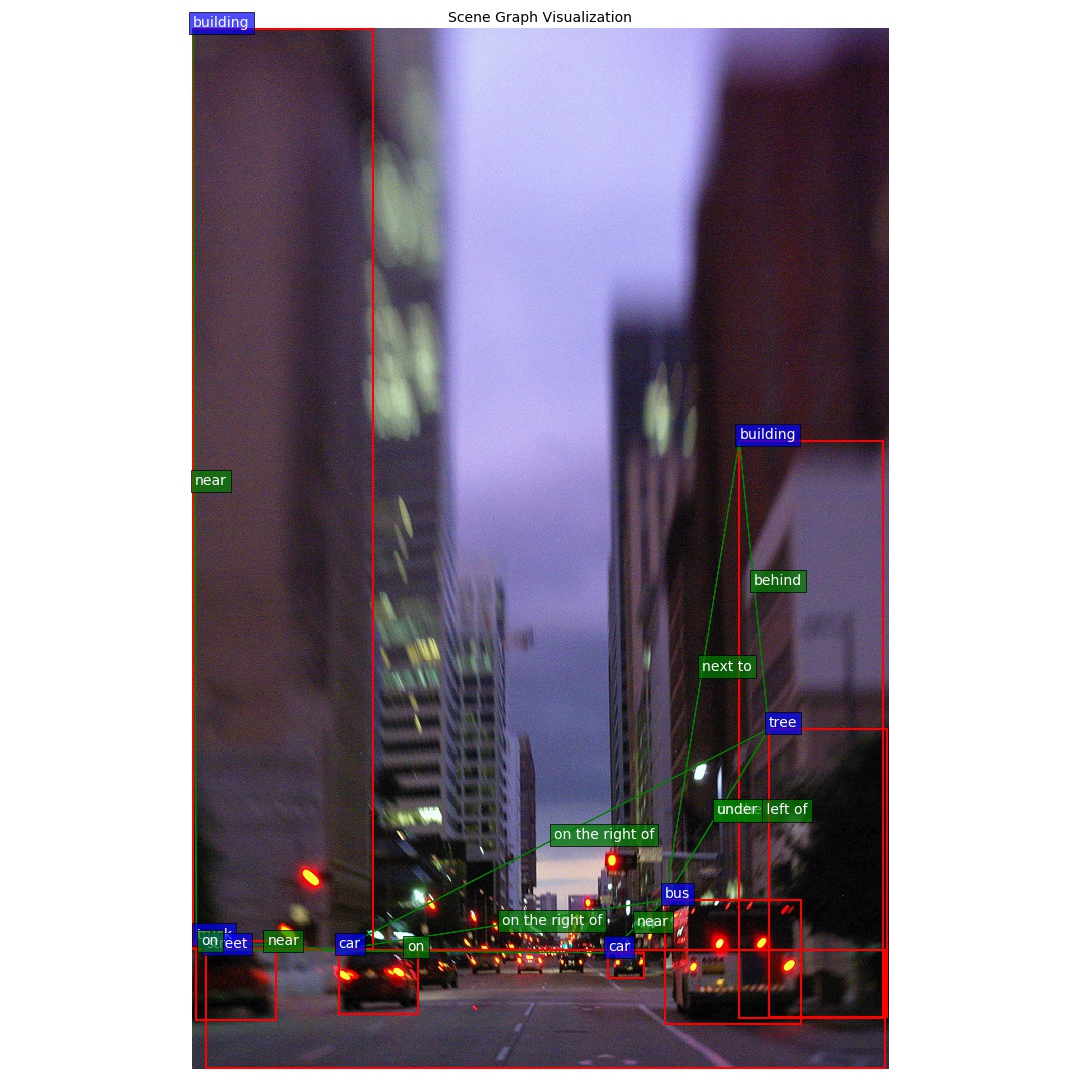 Scene Graph Visualization
building
building
near
behind
next to
tree
under
left of
on the right of
bus
on the right of
near
on
street
near
car
on
car